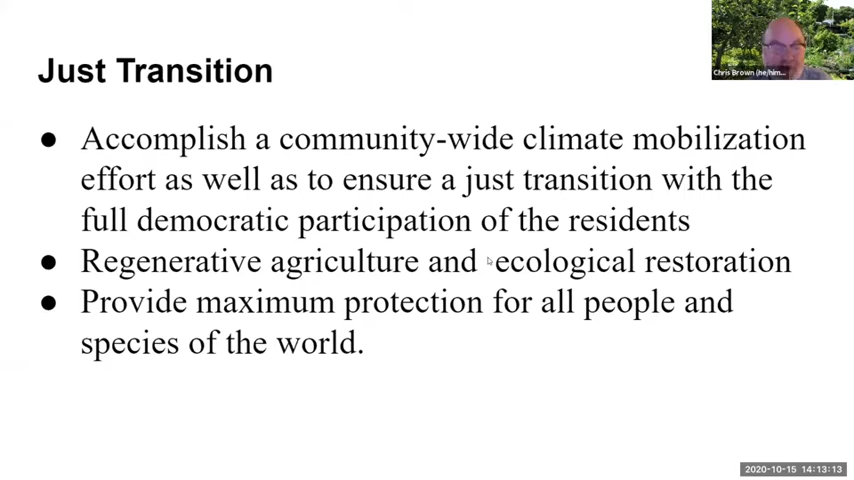 Just Transition
Chris Brown (he/him...
● Accomplish a community-wide climate mobilization
effort as well as to ensure a just transition with the
full democratic participation of the residents
● Regenerative agriculture and ecological restoration
● Provide maximum protection for all people and
species of the world.
2020-10-15 14:13:13